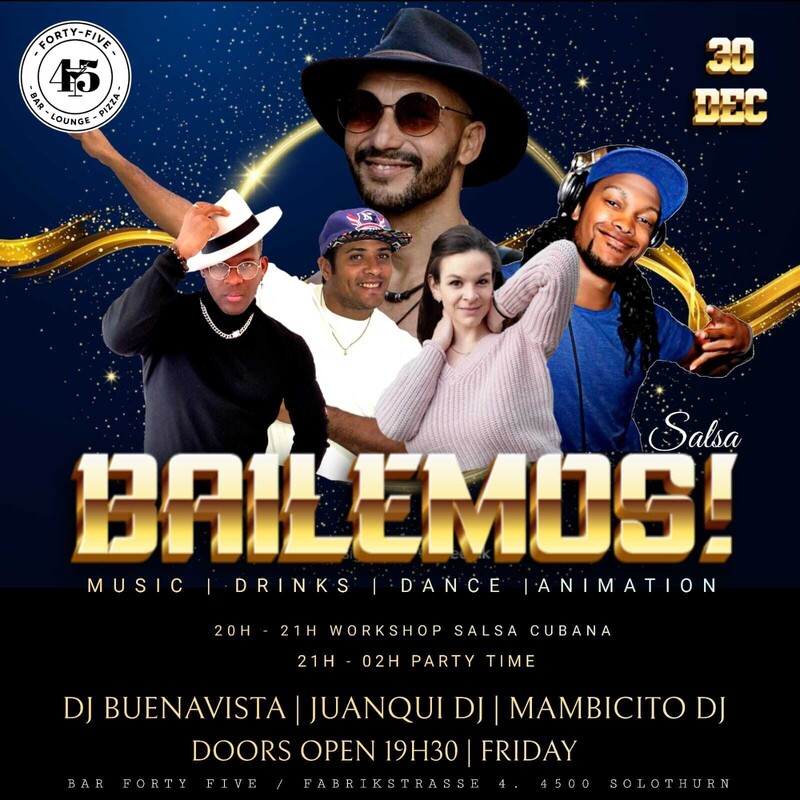 FORTY-FIVE
45
BAR - LOUNGE - PIZZA
30
DEC
Salsa
BAILEMOS!
MUSIC | DRINKS | DANCE |ANIMATION
20H - 21H WORKSHOP SALSA CUBANA
21H - 02H PARTY TIME
DJ BUENAVISTA | JUANQUI DJ | MAMBICITO DJ
DOORS OPEN 19H30 | FRIDAY
BAR FORTY FIVE / FABRIKSTRASSE 4. 4500 SOLOTHURN